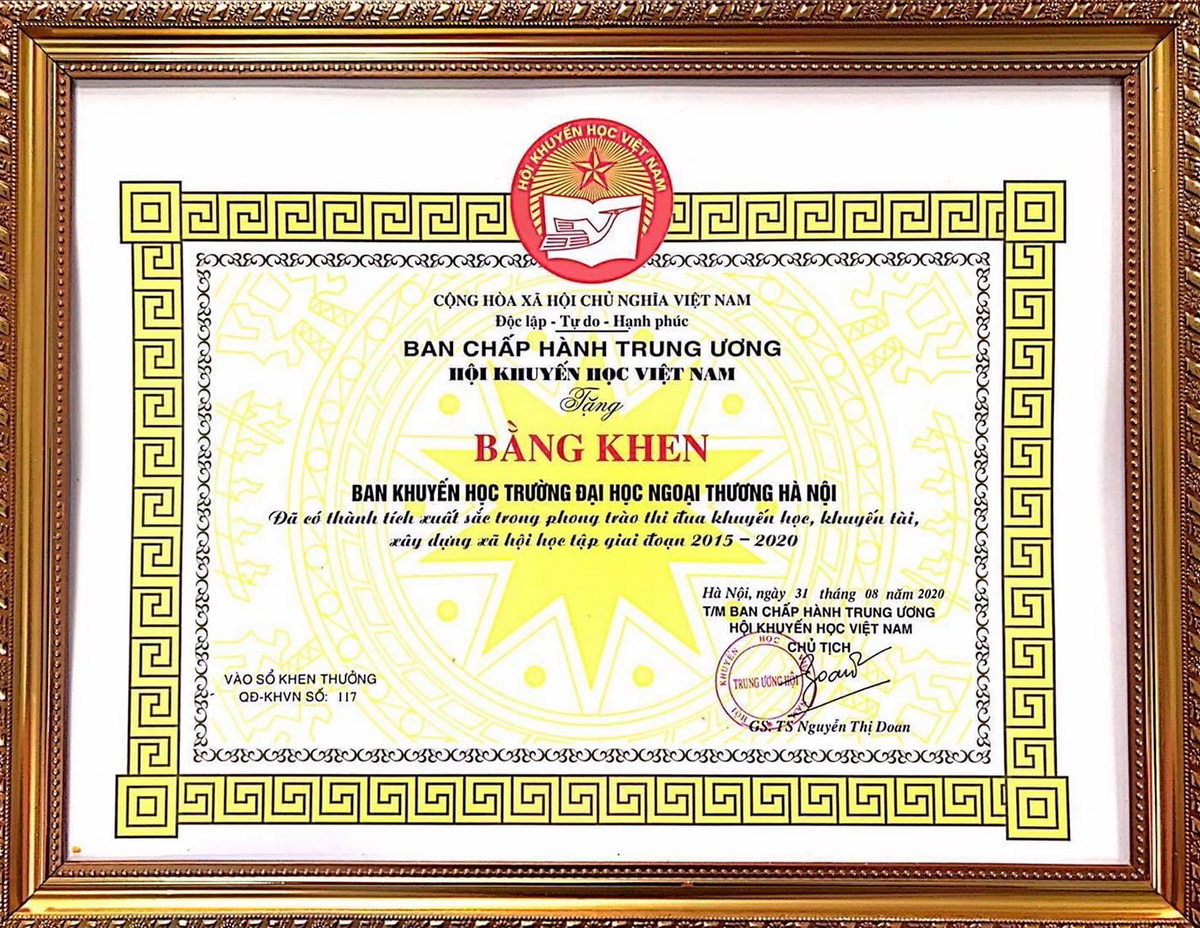 HỘI KHUYẾN HỌC VIỆT NAM
CỘNG HÒA XÃ HỘI CHỦ NGHĨA VIỆT NAM
Độc lập - Tự do - Hạnh phúc
BAN CHẤP HÀNH TRUNG ƯƠNG
HỘI KHUYẾN HỌC VIỆT NAM
Tặng
BẰNG KHEN
BAN KHUYẾN HỌC TRƯỜNG ĐẠI HỌC NGOẠI THƯƠNG HÀ NỘI
Đã có thành tích xuất sắc trong phong trào thi đua khuyến học, khuyến tài,
xây dựng xã hội học tập giai đoạn 2015 – 2020
Hà Nội, ngày 31 tháng 08 năm 2020
T/M BAN CHẤP HÀNH TRUNG ƯƠNG
HỘI KHUYẾN HỌC VIỆT NAM
CHỦ TỊCH
HỘI KHUYẾN HỌC VIỆT NAM
TRUNG ƯƠNG HỘI
GS. TS Nguyễn Thị Doan
VÀO SỔ KHEN THƯỞNG
QĐ-KHVN SỐ: 117